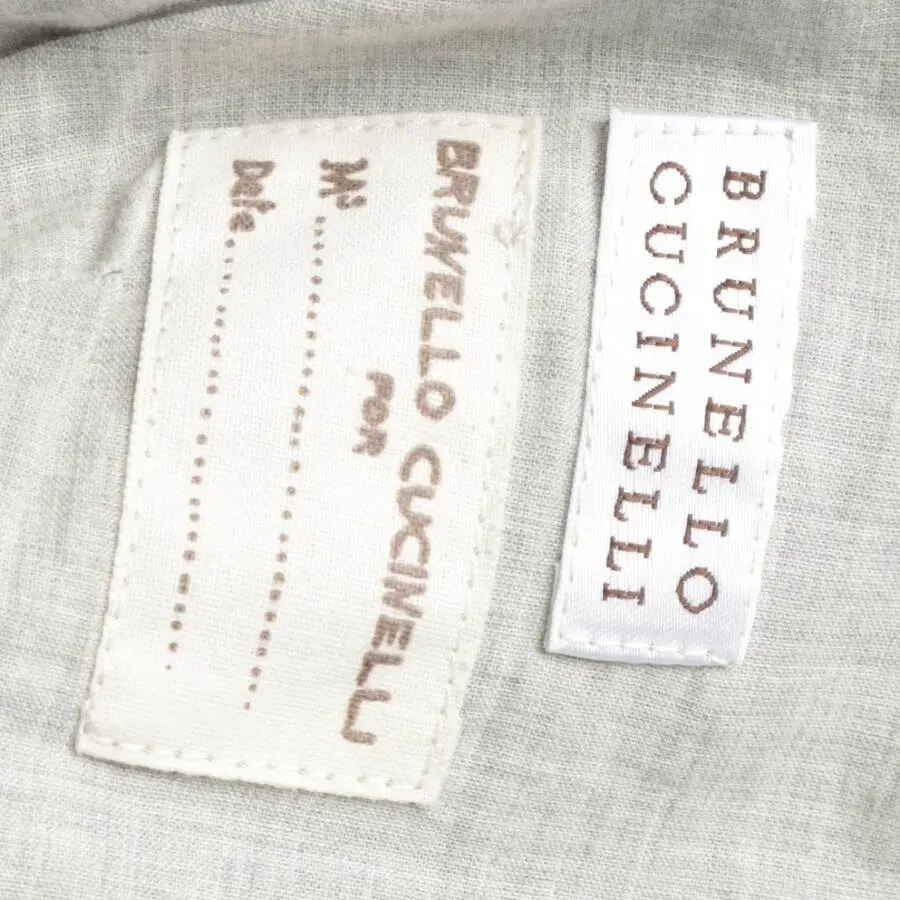 BRUNELLO CUCINELLI
FOR
Mr.....................................
Date.....................................
BRUNELLO
CUCINELLI